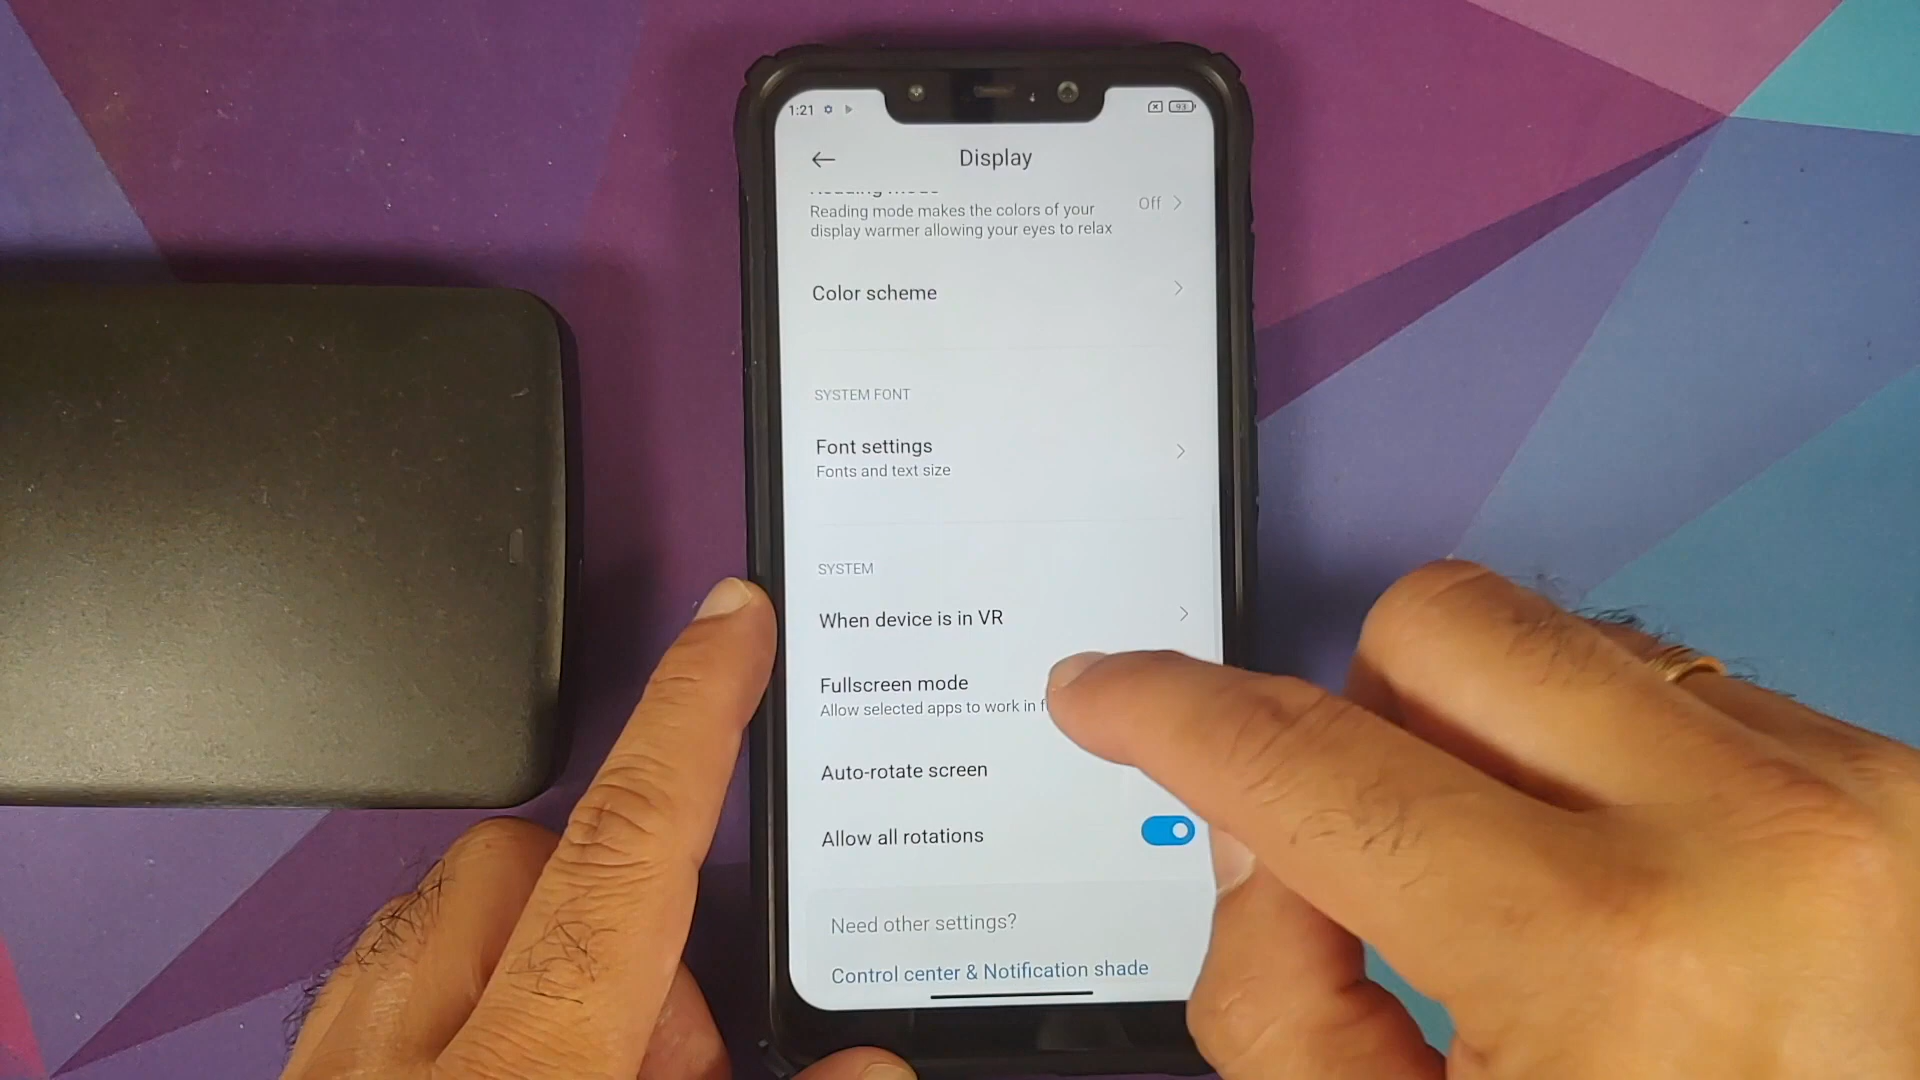 1:21
93
Display
Reading mode makes the colors of your
display warmer allowing your eyes to relax
Off
Color scheme
SYSTEM FONT
Font settings
Fonts and text size
SYSTEM
When device is in VR
Fullscreen mode
Allow selected apps to work in f
Auto-rotate screen
Allow all rotations
Need other settings?
Control center & Notification shade